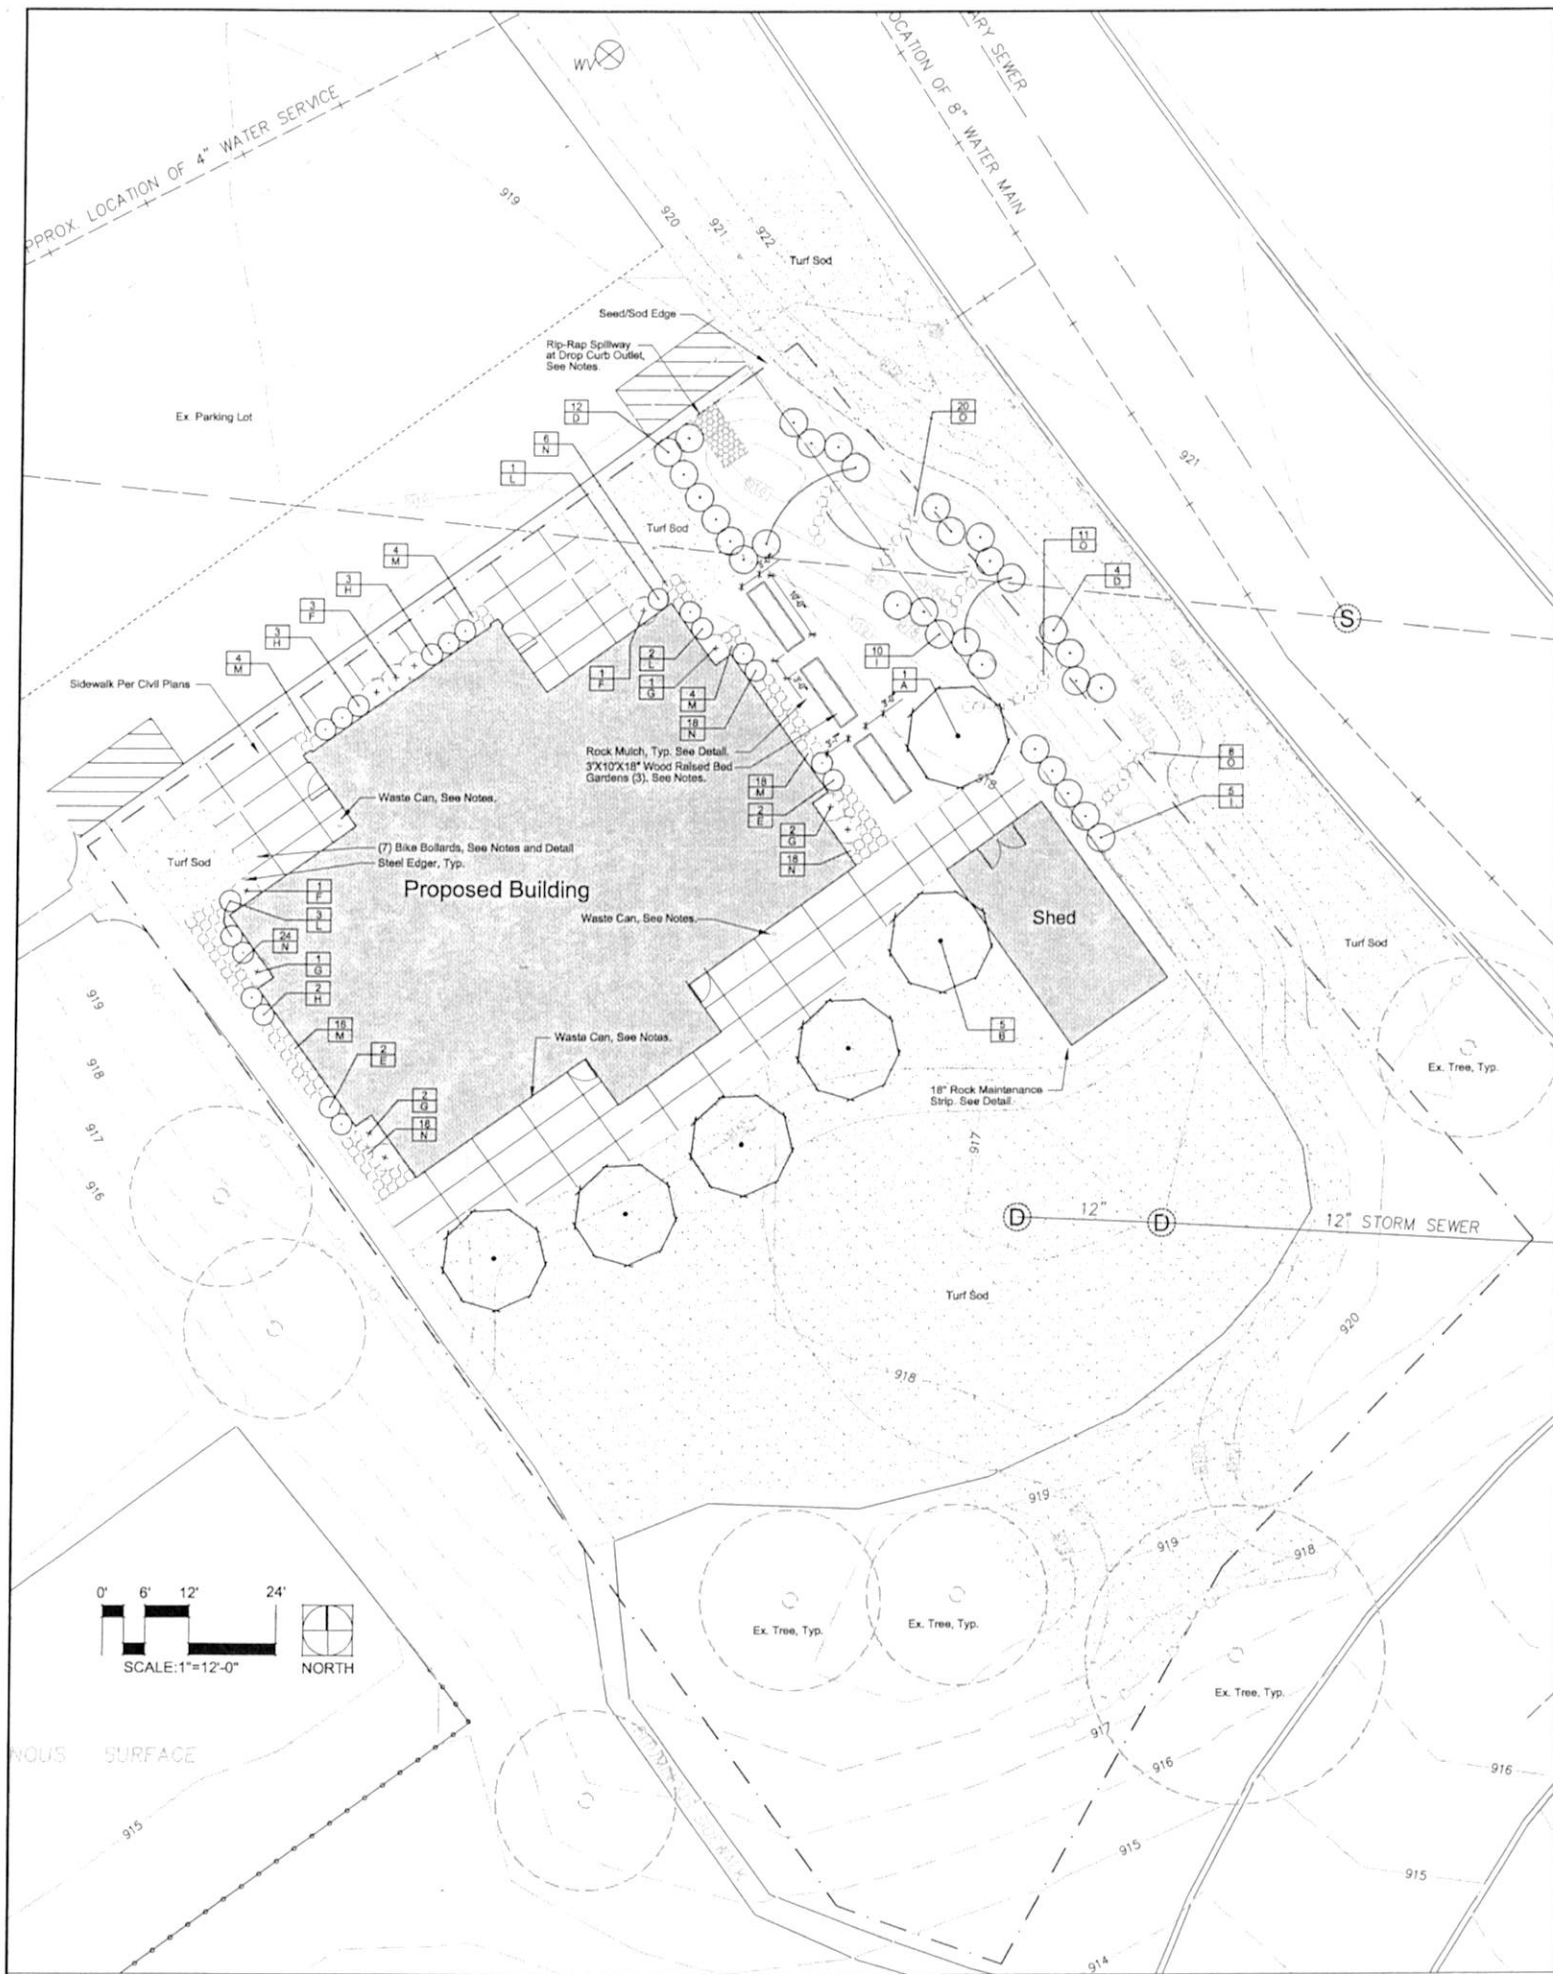 WV
APPROX. LOCATION OF 4" WATER SERVICE
LOCATION OF 8" WATER MAIN
ARY SEWER
919
920
921
922
Turf Sod
Seed/Sod Edge
Rip-Rap Spillway
at Drop Curb Outlet,
See Notes.
Ex. Parking Lot
12
D
20
O
6
N
1
L
921
Turf Sod
11
O
4
M
4
D
3
H
3
F
S
3
H
10
I
4
M
2
L
1
F
1
A
1
G
Sidewalk Per Civil Plans
4
M
18
N
Rock Mulch, Typ. See Detail.
3'X10'X18" Wood Raised Bed
Gardens (3). See Notes.
8
O
918
18
M
5
I
Waste Can, See Notes.
2
E
2
G
(7) Bike Bollards, See Notes and Detail
Turf Sod
Steel Edger, Typ.
18
N
Proposed Building
1
F
3
L
Waste Can, See Notes.
Shed
24
N
Turf Sod
1
G
2
H
919
18
M
5
B
Waste Can, See Notes.
918
2
E
Ex. Tree, Typ.
18" Rock Maintenance
Strip. See Detail.
2
G
917
18
N
917
916
D
12"
D
12" STORM SEWER
Turf Sod
920
918
919
919
918
0' 6' 12' 24'
SCALE:1"=12'-0"
NORTH
Ex. Tree, Typ.
Ex. Tree, Typ.
Ex. Tree, Typ.
917
916
916
NOUS SURFACE
915
915
915
914